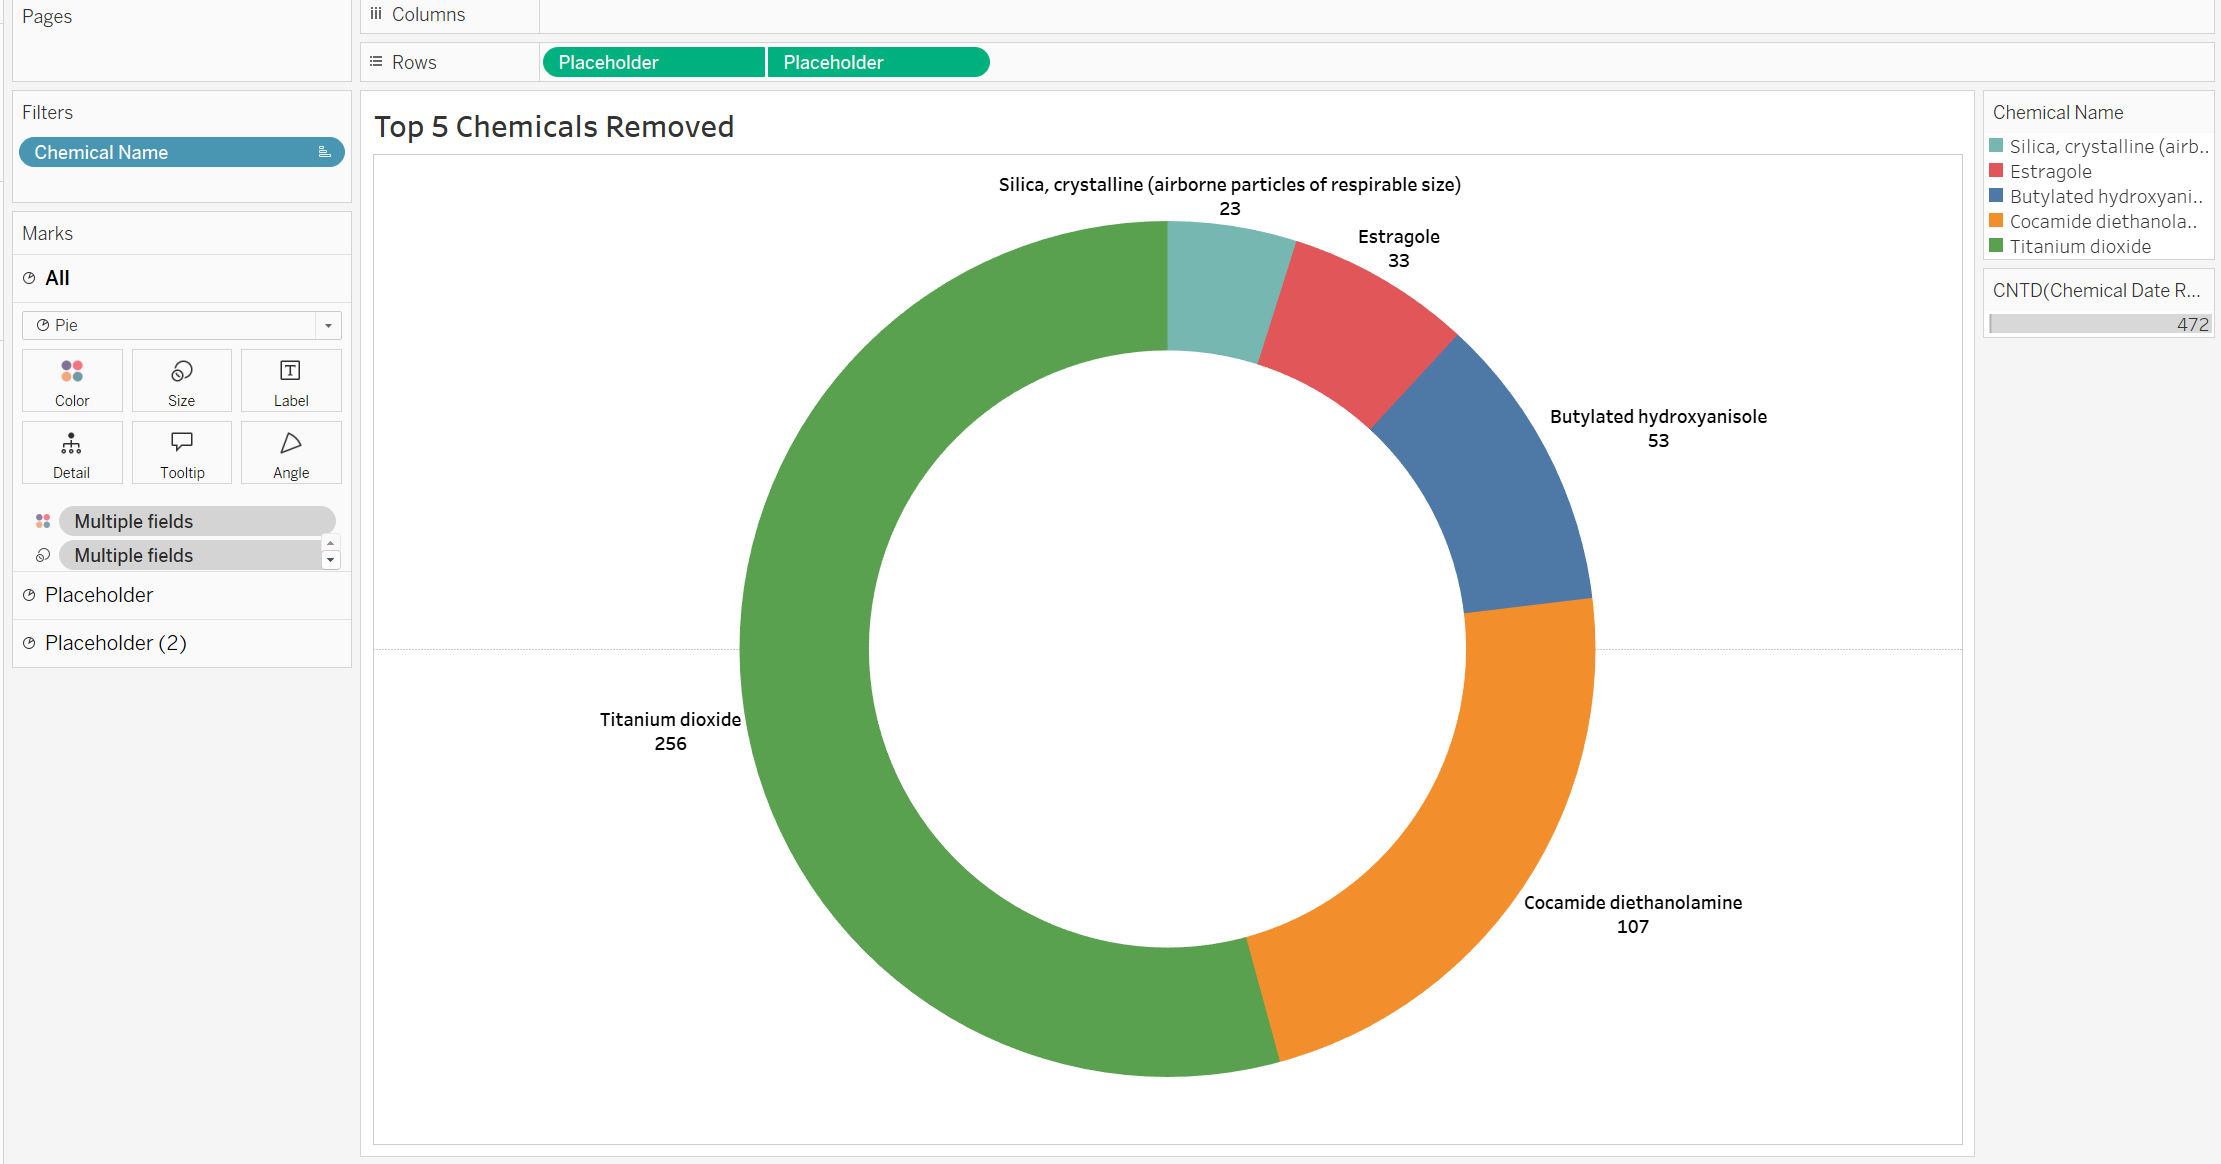 Pages
Columns
Rows
Placeholder
Placeholder
Filters
Chemical Name
Marks
All
Pie
Color
Size
Label
Detail
Tooltip
Angle
Multiple fields
Multiple fields
Placeholder
Placeholder (2)
Top 5 Chemicals Removed
Silica, crystalline (airborne particles of respirable size)
23
Estragole
33
Butylated hydroxyanisole
53
Titanium dioxide
256
Cocamide diethanolamine
107
Chemical Name
Silica, crystalline (airb..
Estragole
Butylated hydroxyani..
Cocamide diethanola..
Titanium dioxide
CNTD(Chemical Date R...
472